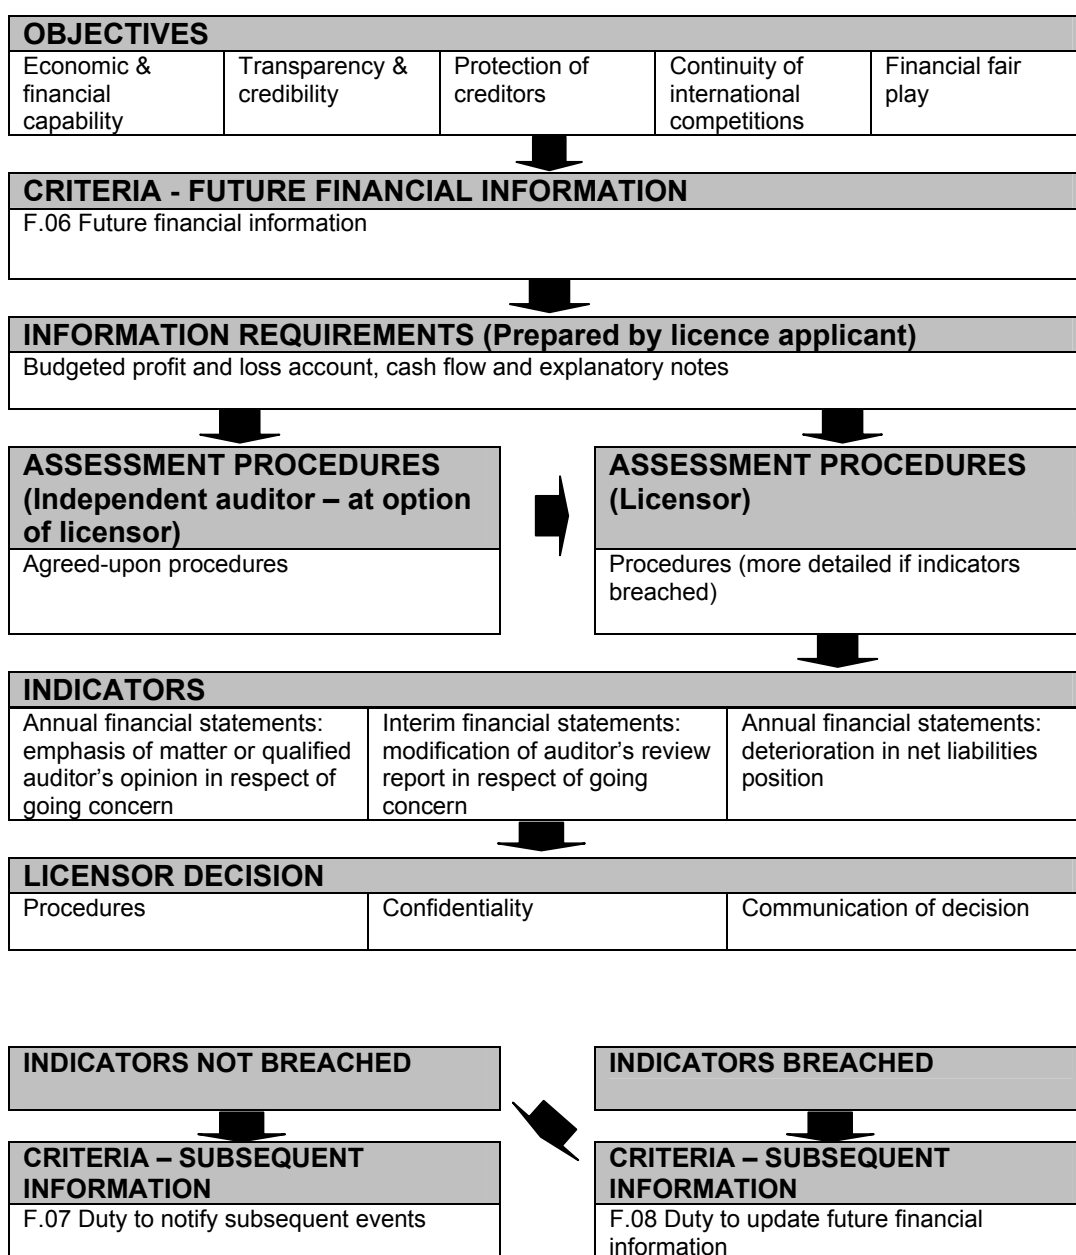 OBJECTIVES
Economic &
financial
capability
Transparency &
credibility
Protection of
creditors
Continuity of
international
competitions
Financial fair
play
CRITERIA - FUTURE FINANCIAL INFORMATION
F.06 Future financial information
INFORMATION REQUIREMENTS (Prepared by licence applicant)
Budgeted profit and loss account, cash flow and explanatory notes
ASSESSMENT PROCEDURES
(Independent auditor – at option
of licensor)
Agreed-upon procedures
ASSESSMENT PROCEDURES
(Licensor)
Procedures (more detailed if indicators
breached)
INDICATORS
Annual financial statements:
emphasis of matter or qualified
auditor's opinion in respect of
going concern
Interim financial statements:
modification of auditor's review
report in respect of going
concern
Annual financial statements:
deterioration in net liabilities
position
LICENSOR DECISION
Procedures
Confidentiality
Communication of decision
INDICATORS NOT BREACHED
INDICATORS BREACHED
CRITERIA – SUBSEQUENT
INFORMATION
F.07 Duty to notify subsequent events
CRITERIA – SUBSEQUENT
INFORMATION
F.08 Duty to update future financial
information